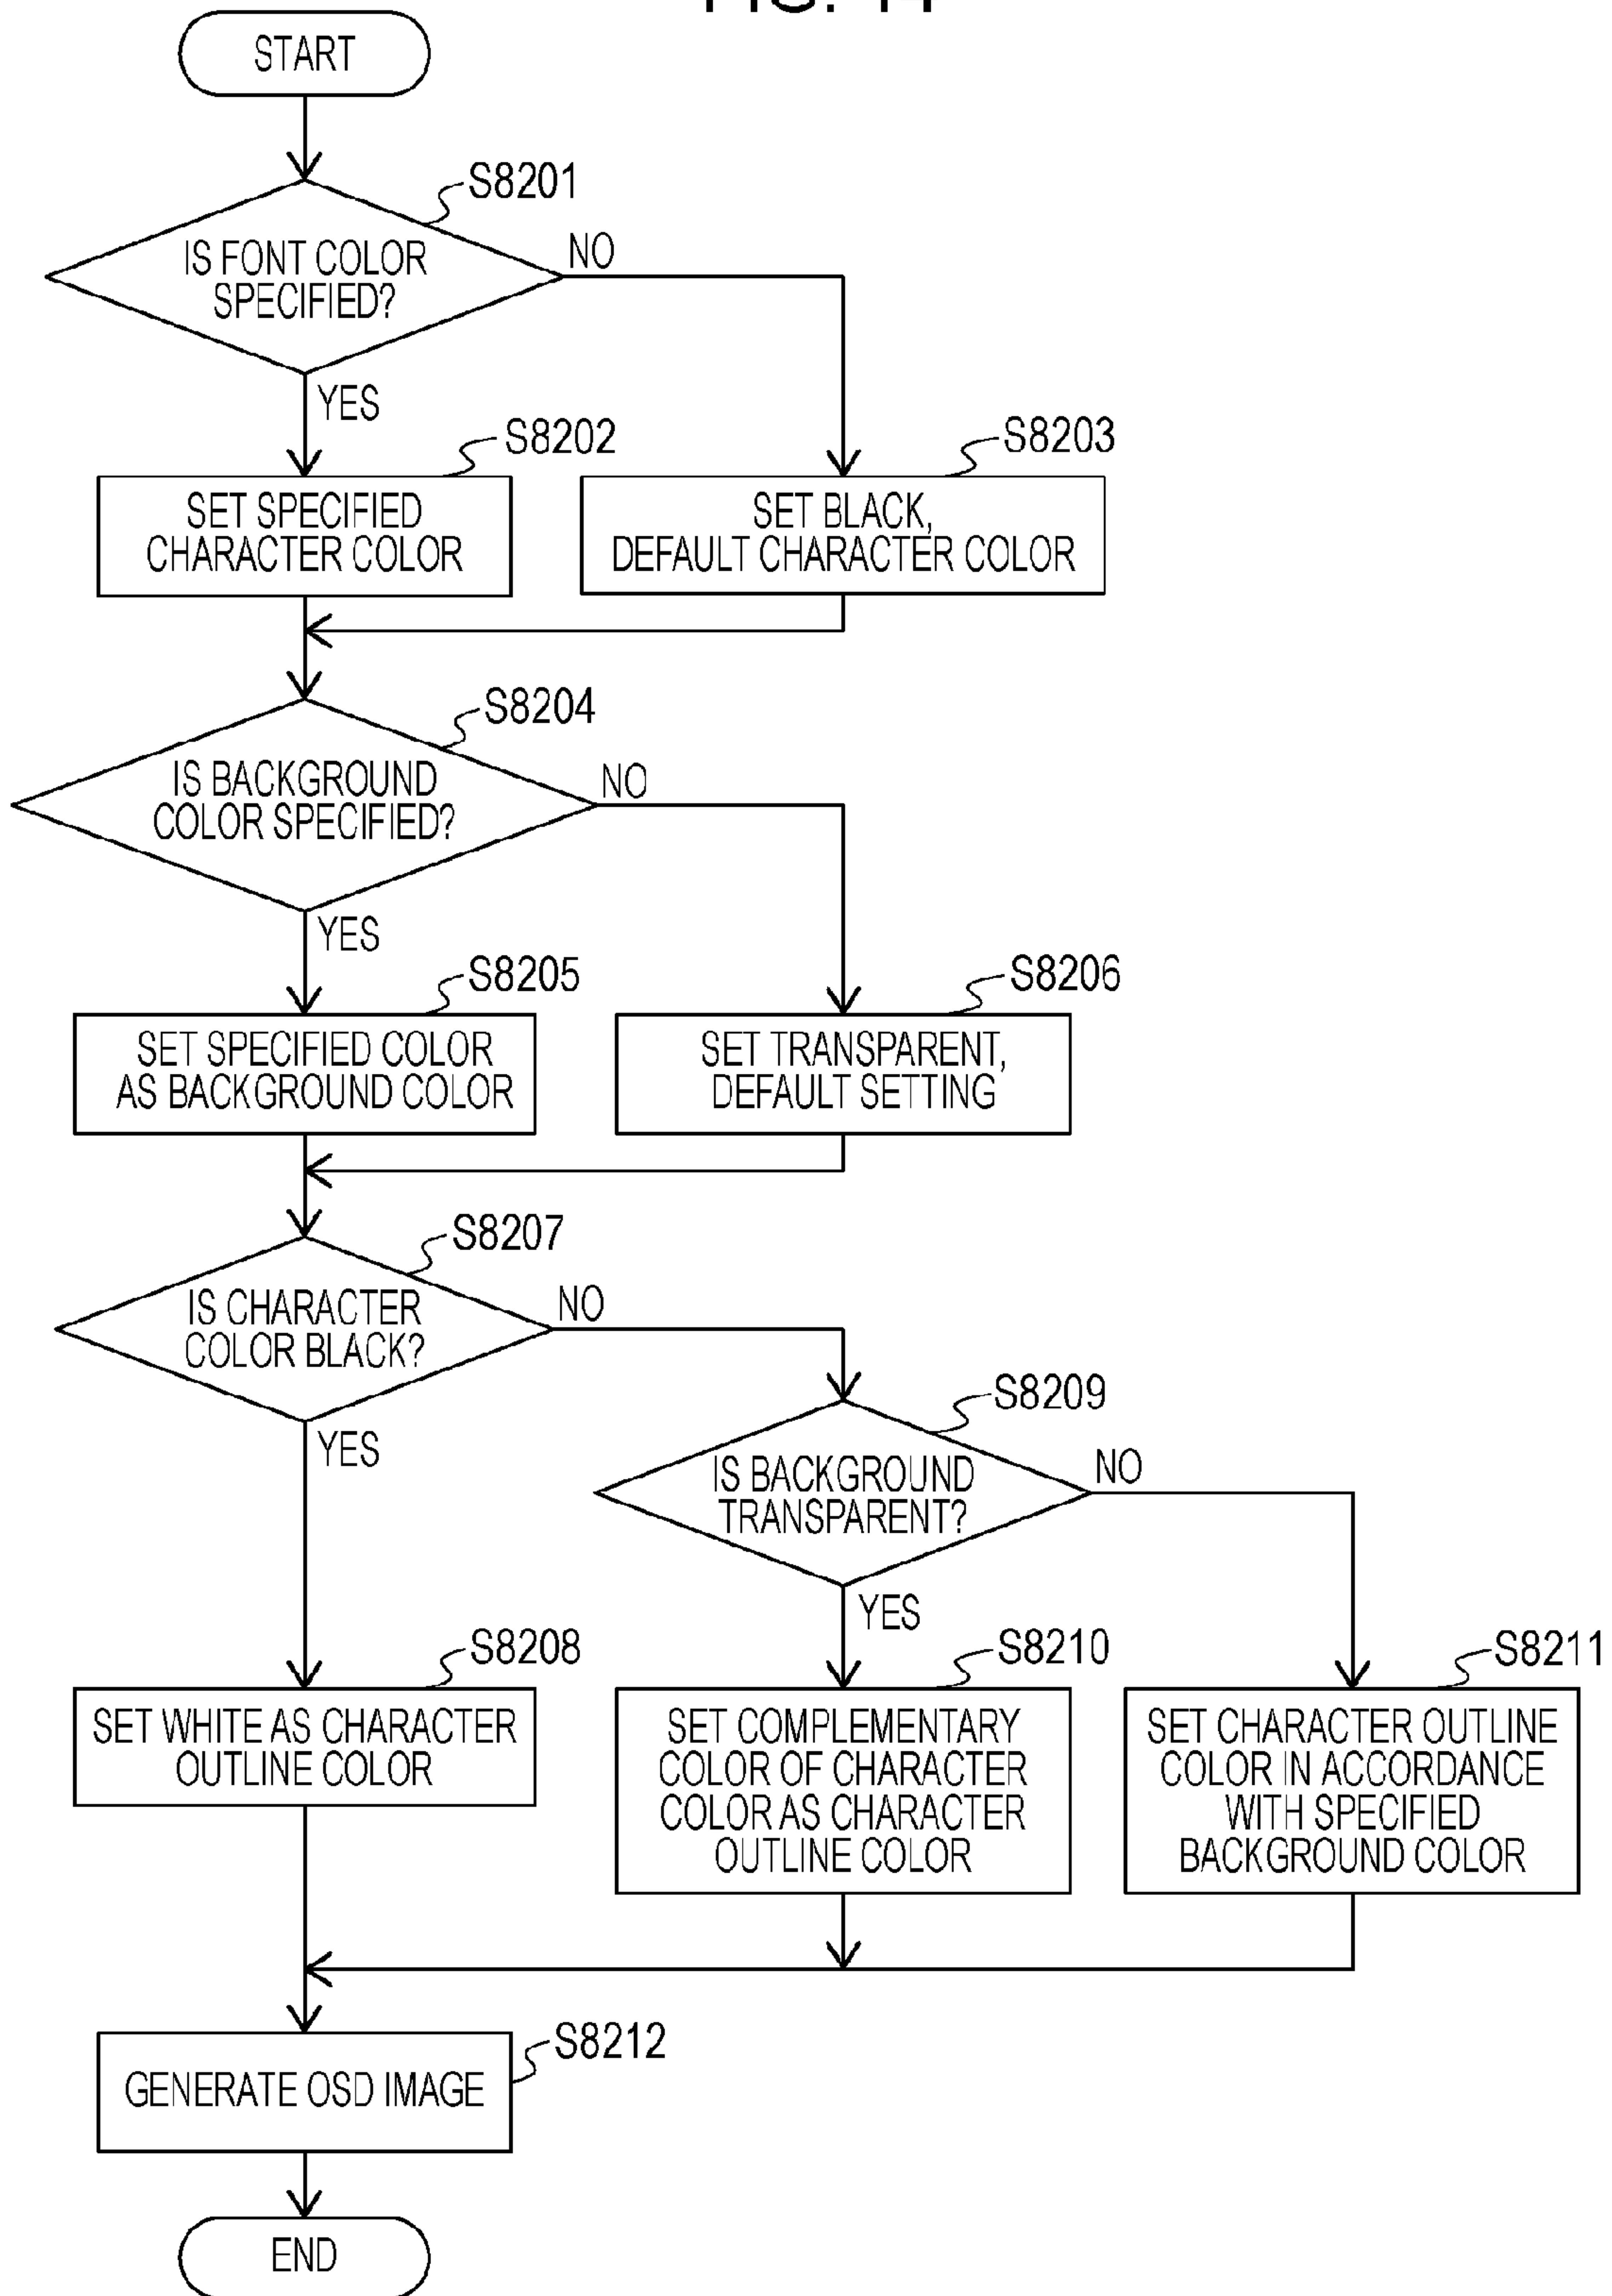 START
S8201
IS FONT COLOR
SPECIFIED?
NO
YES
S8202
SET SPECIFIED
CHARACTER COLOR
S8203
SET BLACK,
DEFAULT CHARACTER COLOR
S8204
IS BACKGROUND
COLOR SPECIFIED?
NO
YES
S8205
SET SPECIFIED COLOR
AS BACKGROUND COLOR
S8206
SET TRANSPARENT,
DEFAULT SETTING
S8207
IS CHARACTER
COLOR BLACK?
NO
YES
S8209
IS BACKGROUND
TRANSPARENT?
NO
YES
S8208
SET WHITE AS CHARACTER
OUTLINE COLOR
S8210
SET COMPLEMENTARY
COLOR OF CHARACTER
COLOR AS CHARACTER
OUTLINE COLOR
S8211
SET CHARACTER OUTLINE
COLOR IN ACCORDANCE
WITH SPECIFIED
BACKGROUND COLOR
S8212
GENERATE OSD IMAGE
END